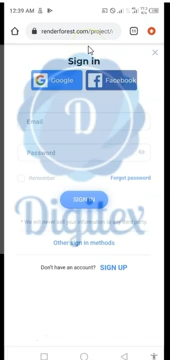 12:39 AM
renderforest.com/project/
Sign in
Google
Facebook
Email
Password
Remember
Forgot password
SIGN IN
Digitex
Other sign in methods
Don't have an account? SIGN UP